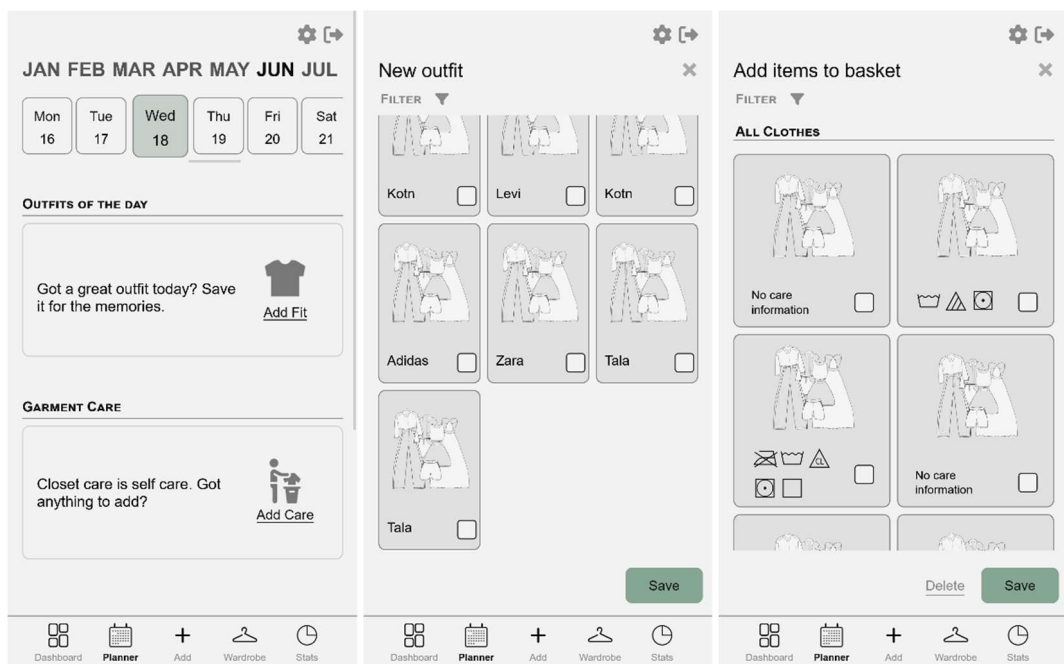 JAN FEB MAR APR MAY JUN JUL
Mon Tue Wed Thu Fri Sat
16 17 18 19 20 21
OUTFITS OF THE DAY
Got a great outfit today? Save
it for the memories.
Add Fit
GARMENT CARE
Closet care is self care. Got
anything to add?
Add Care
Dashboard Planner Add Wardrobe Stats
New outfit
FILTER
Kotn Levi Kotn
Adidas Zara Tala
Tala
Save
Dashboard Planner Add Wardrobe Stats
Add items to basket
FILTER
ALL CLOTHES
No care
information
CL
No care
information
Delete Save
Dashboard Planner Add Wardrobe Stats